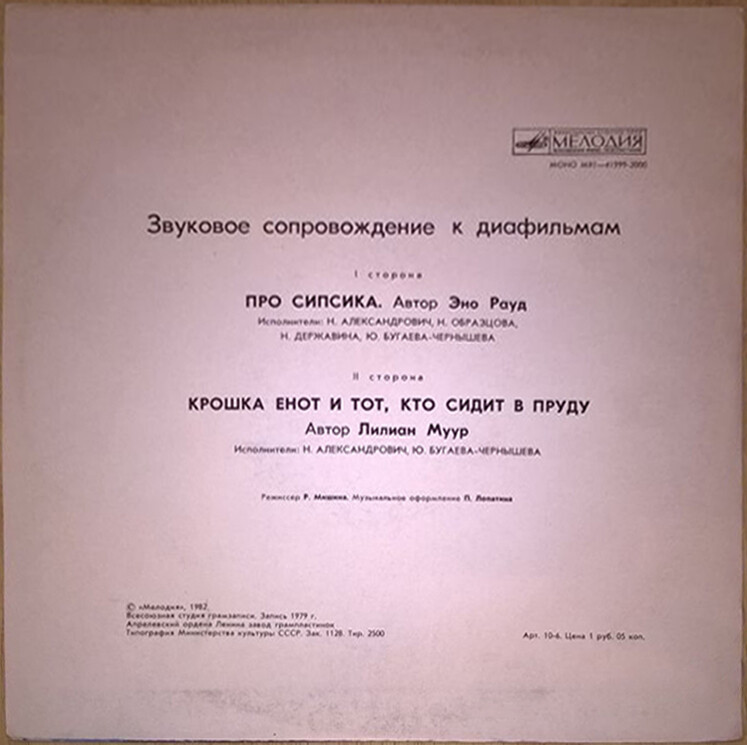 МЕЛОДИЯ
МОНО М81—41999-2000
Звуковое сопровождение к диафильмам
I сторона
ПРО СИПСИКА. Автор Эно Рауд
Исполнители: Н. АЛЕКСАНДРОВИЧ, Н. ОБРАЗЦОВА,
Н. ДЕРЖАВИНА, Ю. БУГАЕВА-ЧЕРНЫШЕВА
II сторона
КРОШКА ЕНОТ И ТОТ, КТО СИДИТ В ПРУДУ
Автор Лилиан Муур
Исполнители: Н. АЛЕКСАНДРОВИЧ, Ю. БУГАЕВА-ЧЕРНЫШЕВА
Режиссер Р. Мишина. Музыкальное оформление П. Лопатина
© «Мелодия», 1982.
Всесоюзная студия грамзаписи. Запись 1979 г.
Апрелевский ордена Ленина завод грампластинок
Типография Министерства культуры СССР. Зак. 1128. Тир. 2500
Арт. 10-6. Цена 1 руб. 05 коп.